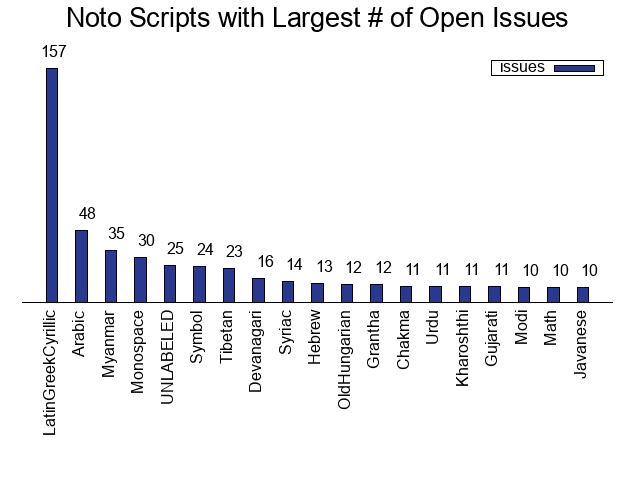 Noto Scripts with Largest # of Open Issues
issues
157
48
35
30
25
24
23
16
14
13
12
12
11
11
11
11
10
10
10
LatinGreekCyrillic
Arabic
Myanmar
Monospace
UNLABELED
Symbol
Tibetan
Devanagari
Syriac
Hebrew
OldHungarian
Grantha
Chakma
Urdu
Kharoshthi
Gujarati
Modi
Math
Javanese